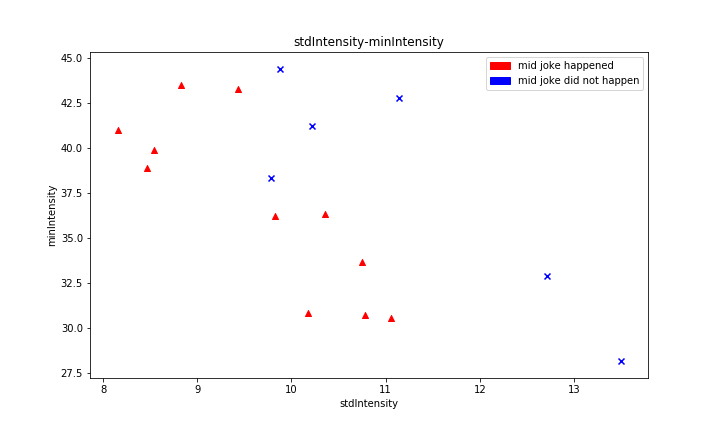 stdIntensity-minIntensity
mid joke happened
mid joke did not happen
45.0
42.5
40.0
37.5
35.0
32.5
30.0
27.5
minIntensity
8 9 10 11 12 13
stdIntensity